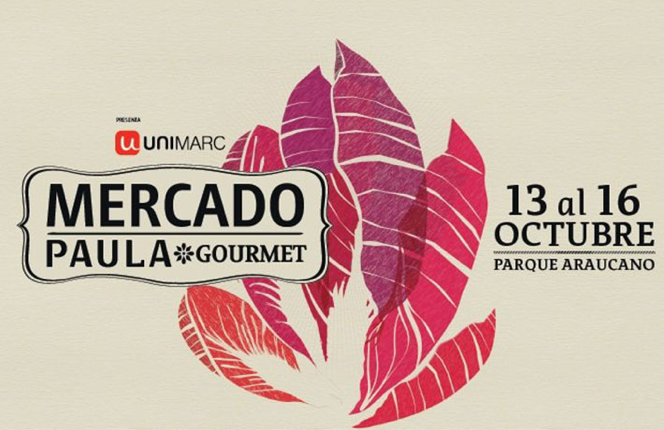 PRESENTA
UNIMARC
MERCADO
PAULA GOURMET
13 al 16
OCTUBRE
PARQUE ARAUCANO